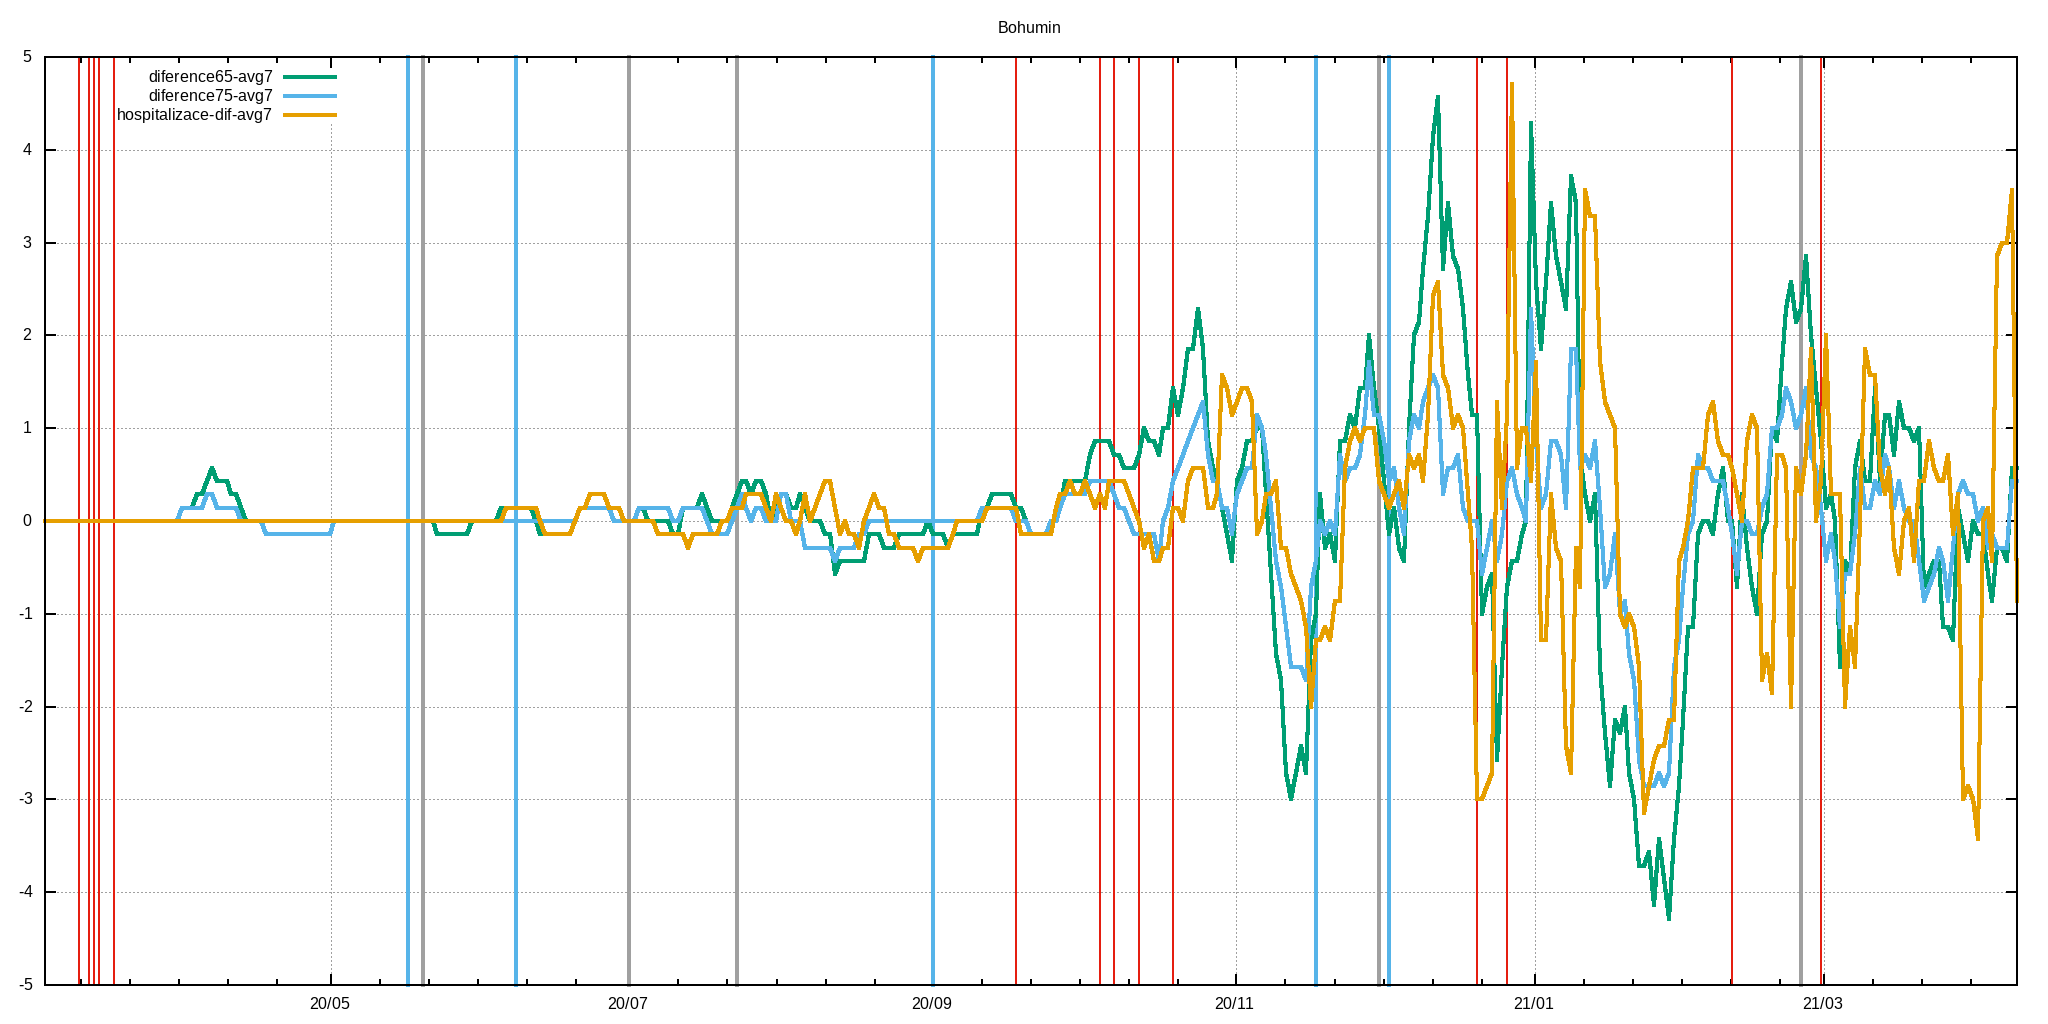 Bohumin
diference65-avg7
diference75-avg7
hospitalizace-dif-avg7
5
4
3
2
1
0
-1
-2
-3
-4
-5
20/05 20/07 20/09 20/11 21/01 21/03